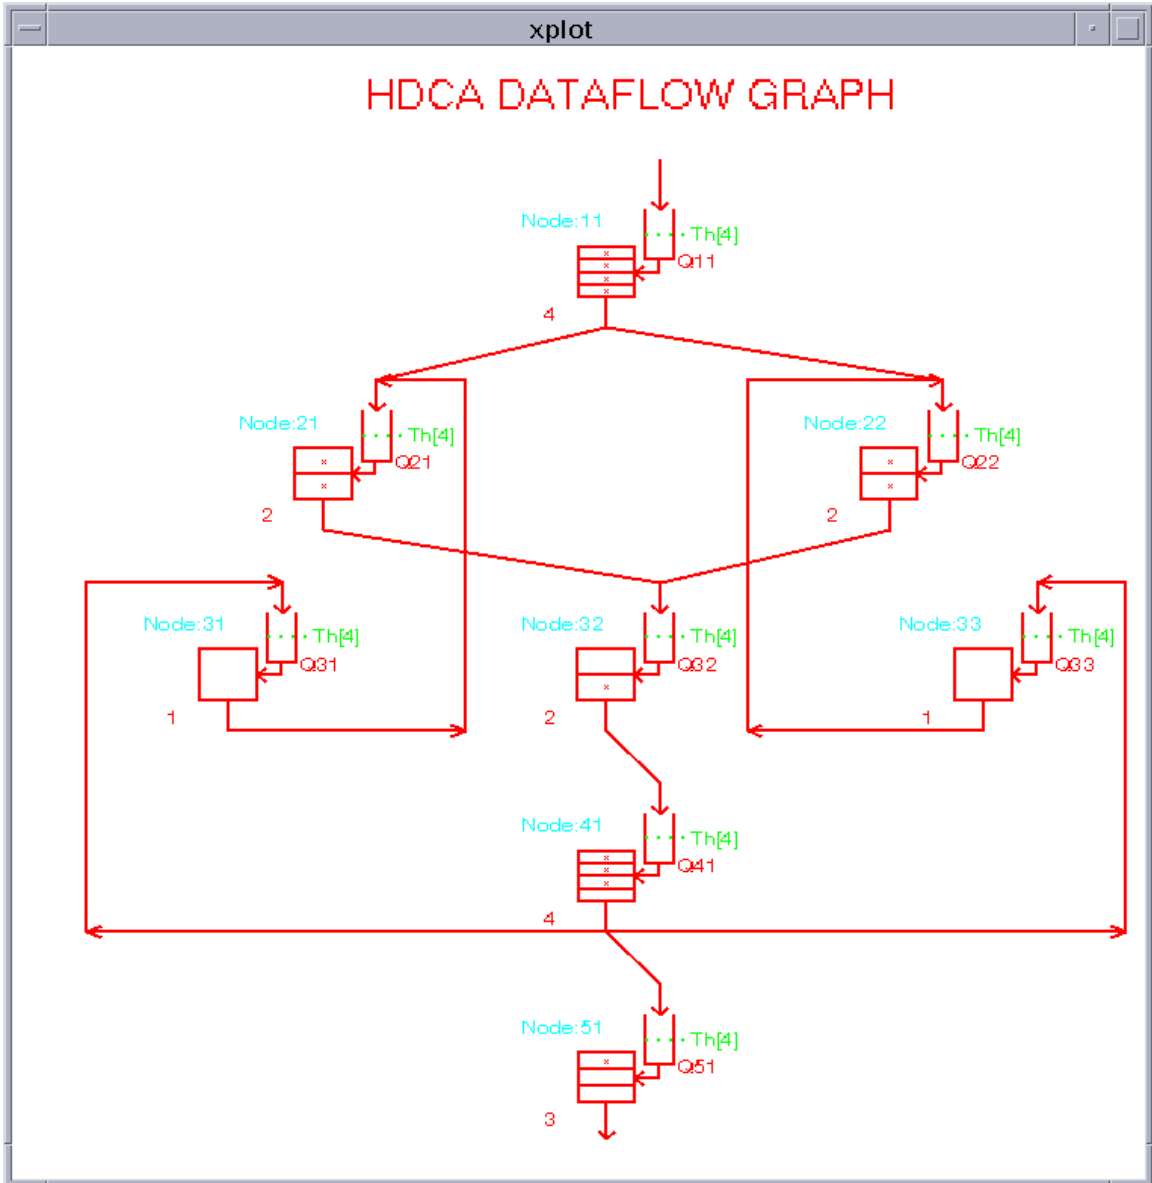 xplot
HDCA DATAFLOW GRAPH
Node:11
Th[4]
Q11
x
x
x
x
4
Node:21
Th[4]
Q21
x
x
2
Node:22
Th[4]
Q22
x
x
2
Node:31
Th[4]
Q31
1
Node:32
Th[4]
Q32
x
2
Node:33
Th[4]
Q33
1
Node:41
Th[4]
Q41
x
x
x
4
Node:51
Th[4]
Q51
x
3